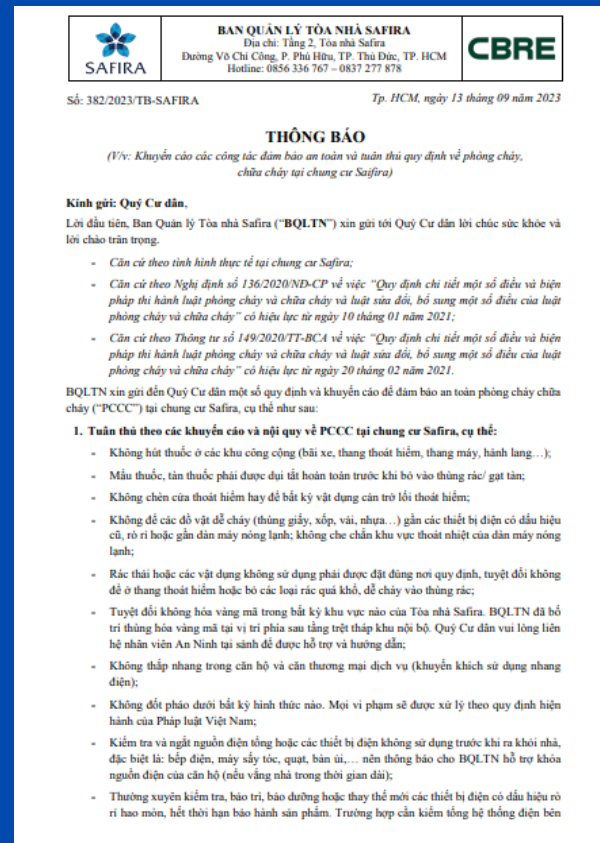 SAFIRA
BAN QUẢN LÝ TÒA NHÀ SAFIRA
Địa chỉ: Tầng 2, Tòa nhà Safira
Đường Võ Chí Công, P. Phú Hữu, TP. Thủ Đức, TP. HCM
Hotline: 0856 336 767 – 0837 277 878
CBRE
Số: 382/2023/TB-SAFIRA
Tp. HCM, ngày 13 tháng 09 năm 2023
THÔNG BÁO
(V/v: Khuyến cáo các công tác đảm bảo an toàn và tuân thủ quy định về phòng cháy,
chữa cháy tại chung cư Saifira)
Kính gửi: Quý Cư dân,
Lời đầu tiên, Ban Quản lý Tòa nhà Safira (“BQLTN”) xin gửi tới Quý Cư dân lời chúc sức khỏe và
lời chào trân trọng.
- Căn cứ theo tình hình thực tế tại chung cư Safira;
- Căn cứ theo Nghị định số 136/2020/NĐ-CP về việc “Quy định chi tiết một số điều và biện
pháp thi hành luật phòng cháy và chữa cháy và luật sửa đổi, bổ sung một số điều của luật
phòng cháy và chữa cháy” có hiệu lực từ ngày 10 tháng 01 năm 2021;
- Căn cứ theo Thông tư số 149/2020/TT-BCA về việc “Quy định chi tiết một số điều và biện
pháp thi hành luật phòng cháy và chữa cháy và luật sửa đổi, bổ sung một số điều của luật
phòng cháy và chữa cháy” có hiệu lực từ ngày 20 tháng 02 năm 2021.
BQLTN xin gửi đến Quý Cư dân một số quy định và khuyến cáo để đảm bảo an toàn phòng cháy chữa
cháy (“PCCC”) tại chung cư Safira, cụ thể như sau:
1. Tuân thủ theo các khuyến cáo và nội quy về PCCC tại chung cư Safira, cụ thể:
- Không hút thuốc ở các khu công cộng (bãi xe, thang thoát hiểm, thang máy, hành lang…);
- Mẩu thuốc, tàn thuốc phải được dụi tắt hoàn toàn trước khi bỏ vào thùng rác/ gạt tàn;
- Không chèn cửa thoát hiểm hay để bất kỳ vật dụng cản trở lối thoát hiểm;
- Không để các đồ vật dễ cháy (thùng giấy, xốp, vải, nhựa…) gần các thiết bị điện có dấu hiệu
cũ, rò rỉ hoặc gần dàn máy nóng lạnh; không che chắn khu vực thoát nhiệt của dàn máy nóng
lạnh;
- Rác thải hoặc các vật dụng không sử dụng phải được đặt đúng nơi quy định, tuyệt đối không
để ở thang thoát hiểm hoặc bỏ các loại rác quá khổ, dễ cháy vào thùng rác;
- Tuyệt đối không hóa vàng mã trong bất kỳ khu vực nào của Tòa nhà Safira. BQLTN đã bố
trí thùng hóa vàng mã tại vị trí phía sau tầng trệt tháp khu nội bộ. Quý Cư dân vui lòng liên
hệ nhân viên An Ninh tại sảnh để được hỗ trợ và hướng dẫn;
- Không thắp nhang trong căn hộ và căn thương mại dịch vụ (khuyến khích sử dụng nhang
điện);
- Không đốt pháo dưới bất kỳ hình thức nào. Mọi vi phạm sẽ được xử lý theo quy định hiện
hành của Pháp luật Việt Nam;
- Kiểm tra và ngắt nguồn điện tổng hoặc các thiết bị điện không sử dụng trước khi ra khỏi nhà,
đặc biệt là: bếp điện, máy sấy tóc, quạt, bàn ủi,… nên thông báo cho BQLTN hỗ trợ khóa
nguồn điện của căn hộ (nếu vắng nhà trong thời gian dài);
- Thường xuyên kiểm tra, bảo trì, bảo dưỡng hoặc thay thế mới các thiết bị điện có dấu hiệu rò
rỉ hao mòn, hết thời hạn bảo hành sản phẩm. Trường hợp cần kiểm tổng hệ thống điện bên